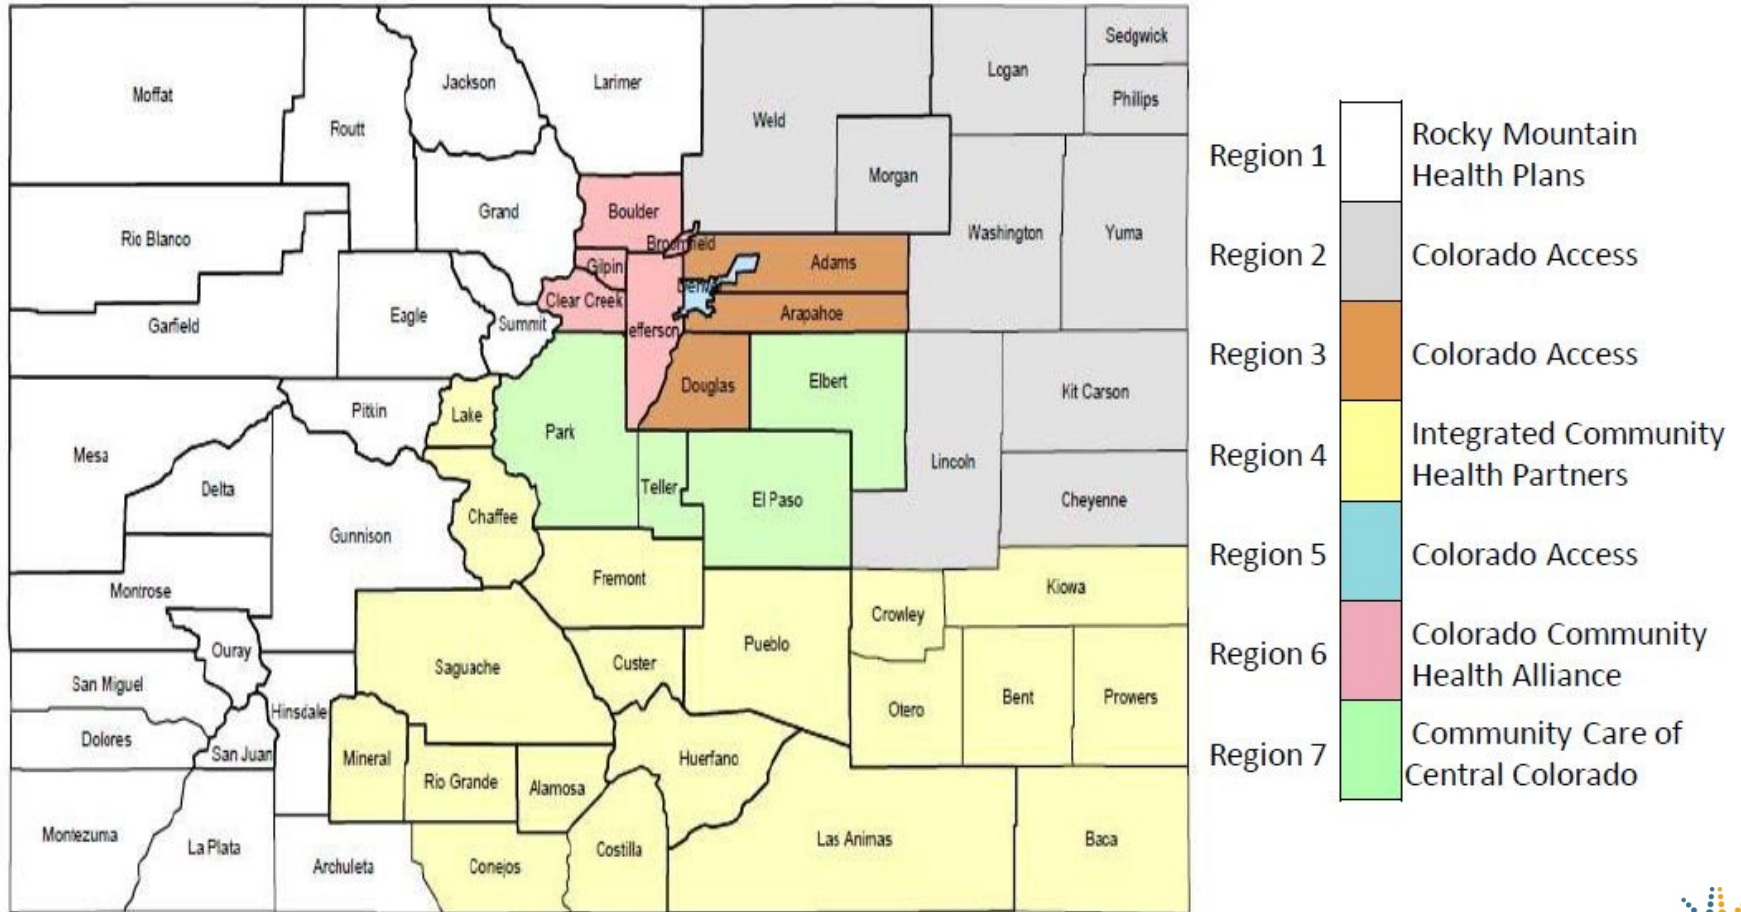 Moffat
Routt
Jackson
Larimer
Weld
Logan
Sedgwick
Phillips
Morgan
Washington
Yuma
Rio Blanco
Grand
Boulder
Broomfield
Gilpin
Clear Creek
efferson
Denver
Adams
Arapahoe
Garfield
Eagle
Summit
Douglas
Elbert
Kit Carson
Lincoln
Cheyenne
Mesa
Pitkin
Lake
Park
Teller
El Paso
Delta
Gunnison
Chaffee
Fremont
Montrose
Ouray
Saguache
Custer
Pueblo
Crowley
Kiowa
San Miguel
Hinsdale
Otero
Bent
Prowers
Dolores
San Juan
Mineral
Rio Grande
Alamosa
Huerfano
Montezuma
La Plata
Archuleta
Conejos
Costilla
Las Animas
Baca
Region 1
Rocky Mountain
Health Plans
Region 2
Colorado Access
Region 3
Colorado Access
Region 4
Integrated Community
Health Partners
Region 5
Colorado Access
Region 6
Colorado Community
Health Alliance
Region 7
Community Care of
Central Colorado